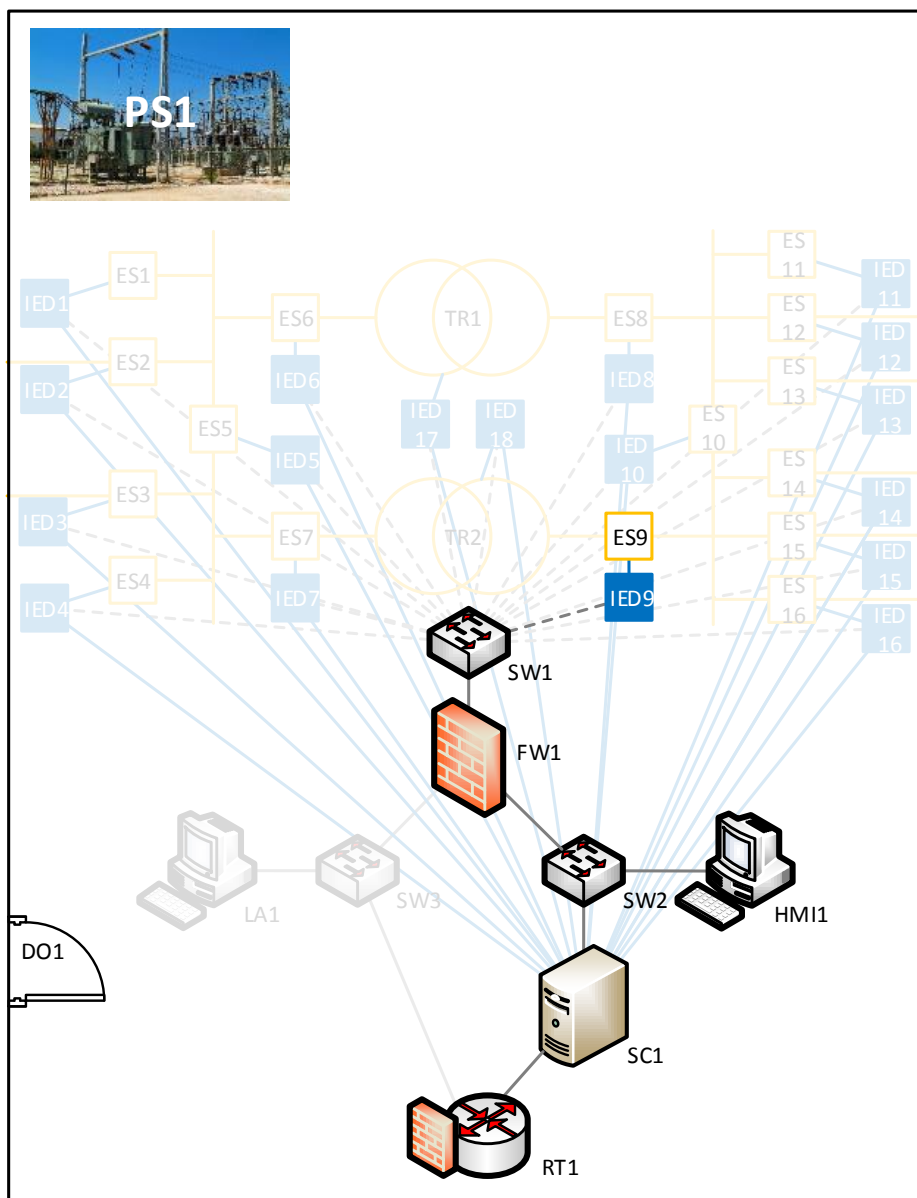 PS1
ES1
IED1
ES6
TR1
ES8
ES
11
IED
11
ES
12
IED
12
ES2
IED2
IED6
IED8
ES
13
IED
13
ES5
IED
17
IED
18
ES
10
IED5
IED
10
ES3
IED3
ES
14
IED
14
ES7
TR2
ES9
ES
15
IED
15
ES4
IED4
IED7
IED9
ES
16
IED
16
SW1
FW1
LA1
SW3
SW2
HMI1
DO1
SC1
RT1